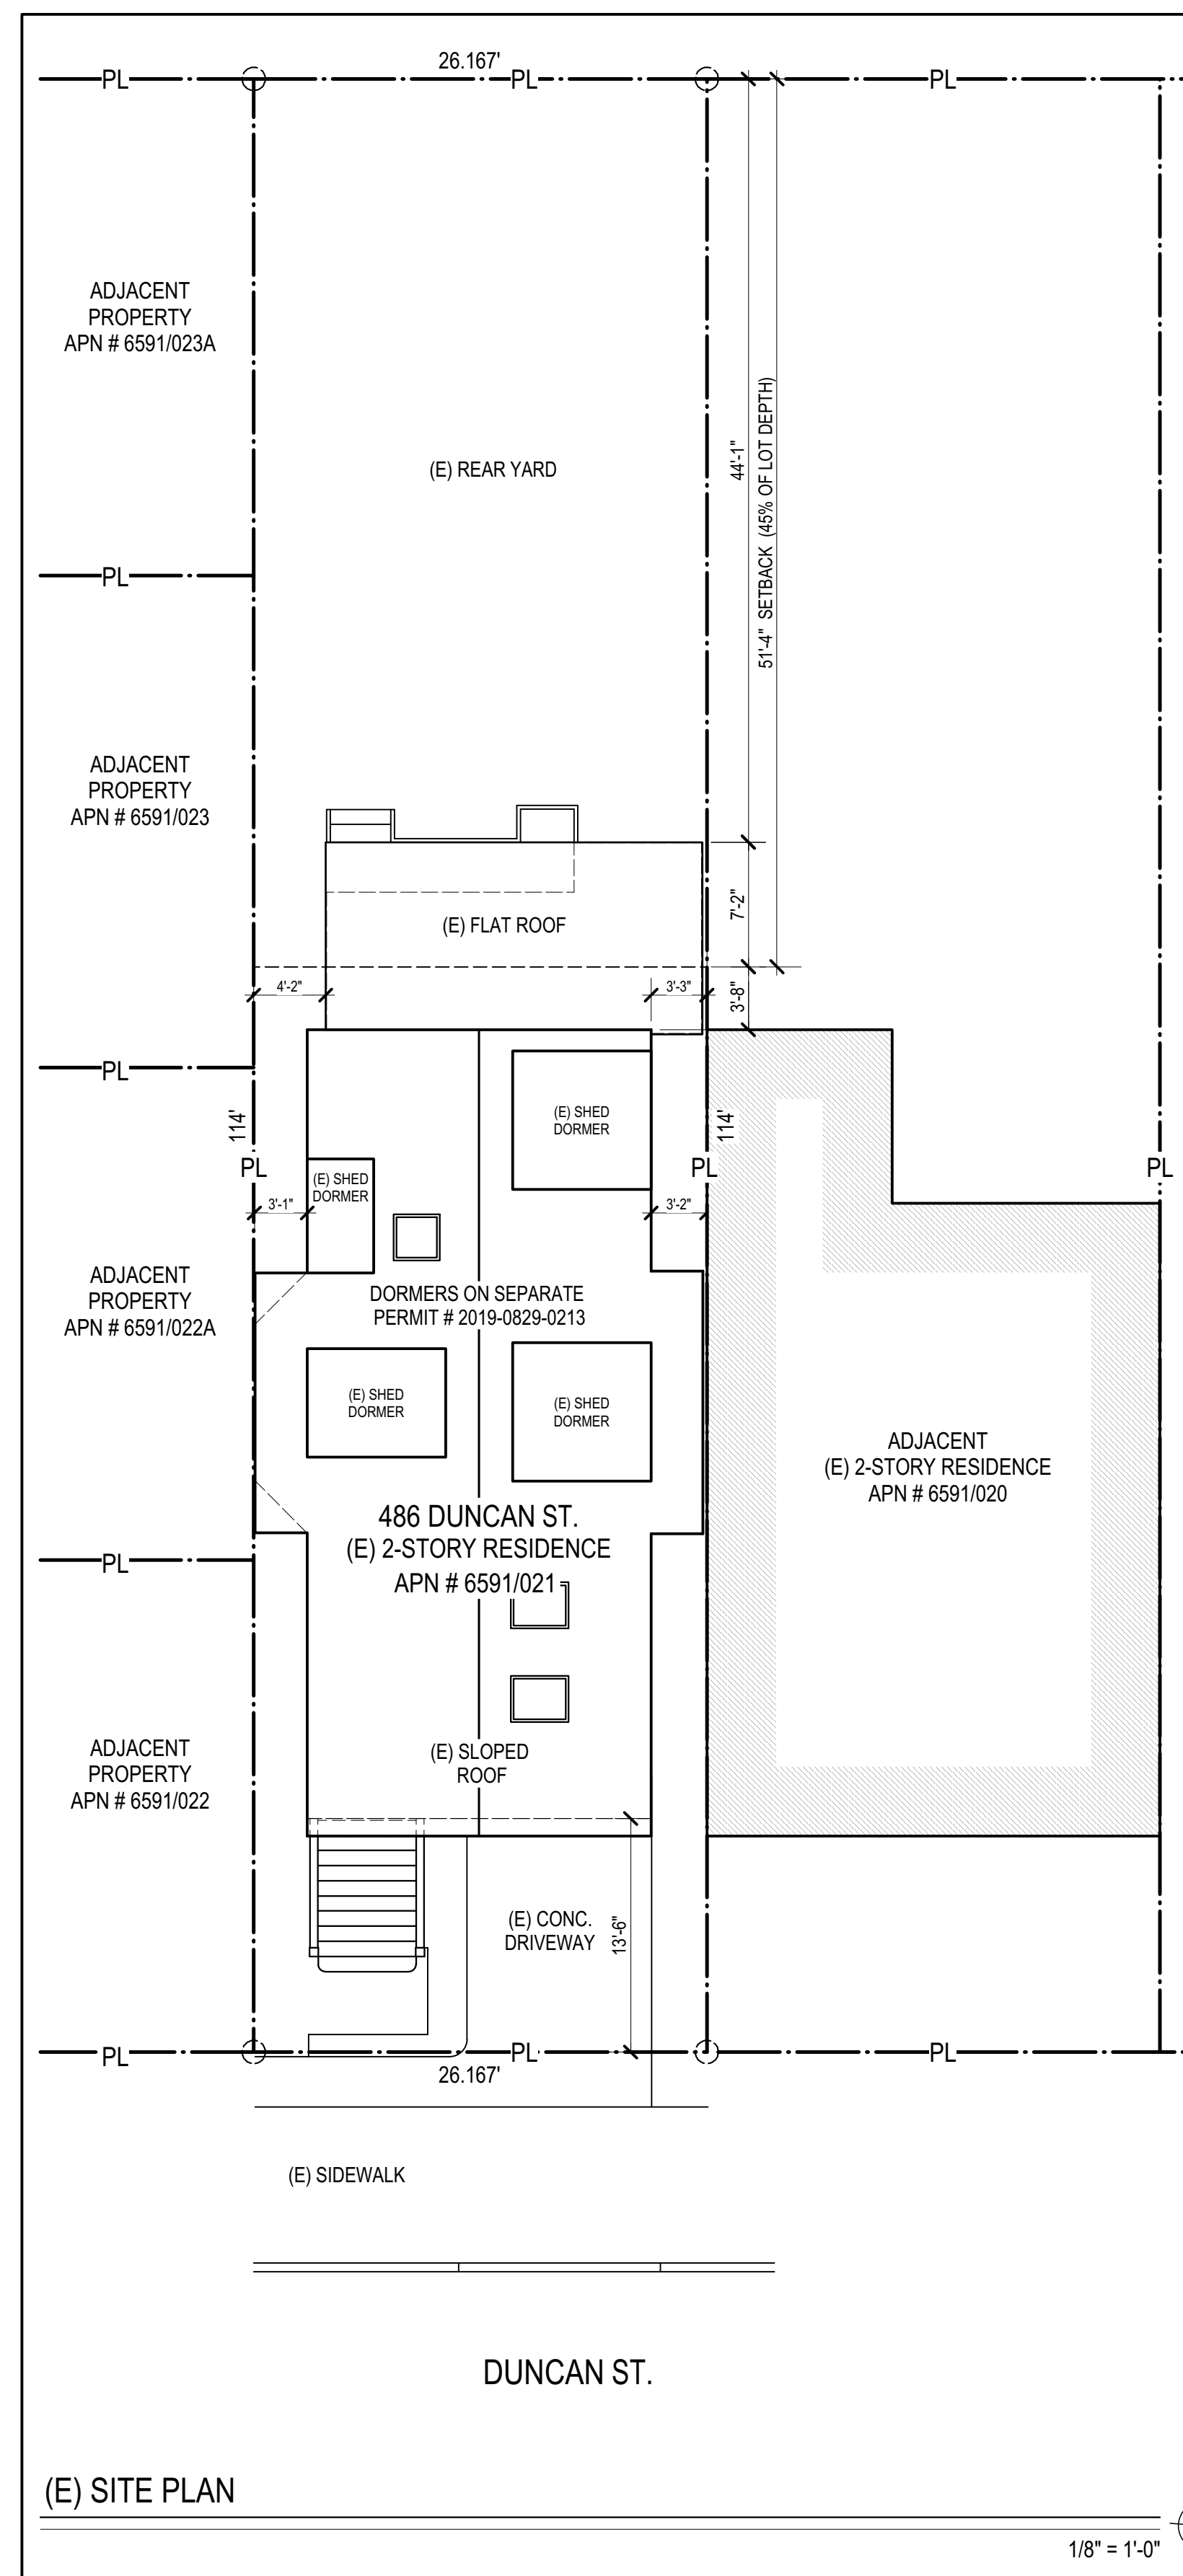 26.167'
PL
PL
PL
ADJACENT
PROPERTY
APN # 6591/023A
44'-1"
51'-4" SETBACK (45% OF LOT DEPTH)
(E) REAR YARD
PL
ADJACENT
PROPERTY
APN # 6591/023
7'-2"
(E) FLAT ROOF
4'-2"
3'-3"
3'-8"
PL
114'
114'
(E) SHED
DORMER
PL
PL
PL
(E) SHED
DORMER
3'-1"
3'-2"
ADJACENT
PROPERTY
APN # 6591/022A
DORMERS ON SEPARATE
PERMIT # 2019-0829-0213
(E) SHED
DORMER
(E) SHED
DORMER
ADJACENT
(E) 2-STORY RESIDENCE
APN # 6591/020
486 DUNCAN ST.
(E) 2-STORY RESIDENCE
APN # 6591/021
PL
ADJACENT
PROPERTY
APN # 6591/022
(E) SLOPED
ROOF
(E) CONC.
DRIVEWAY
13'-6"
PL
PL
PL
26.167'
(E) SIDEWALK
DUNCAN ST.
(E) SITE PLAN
1/8" = 1'-0"